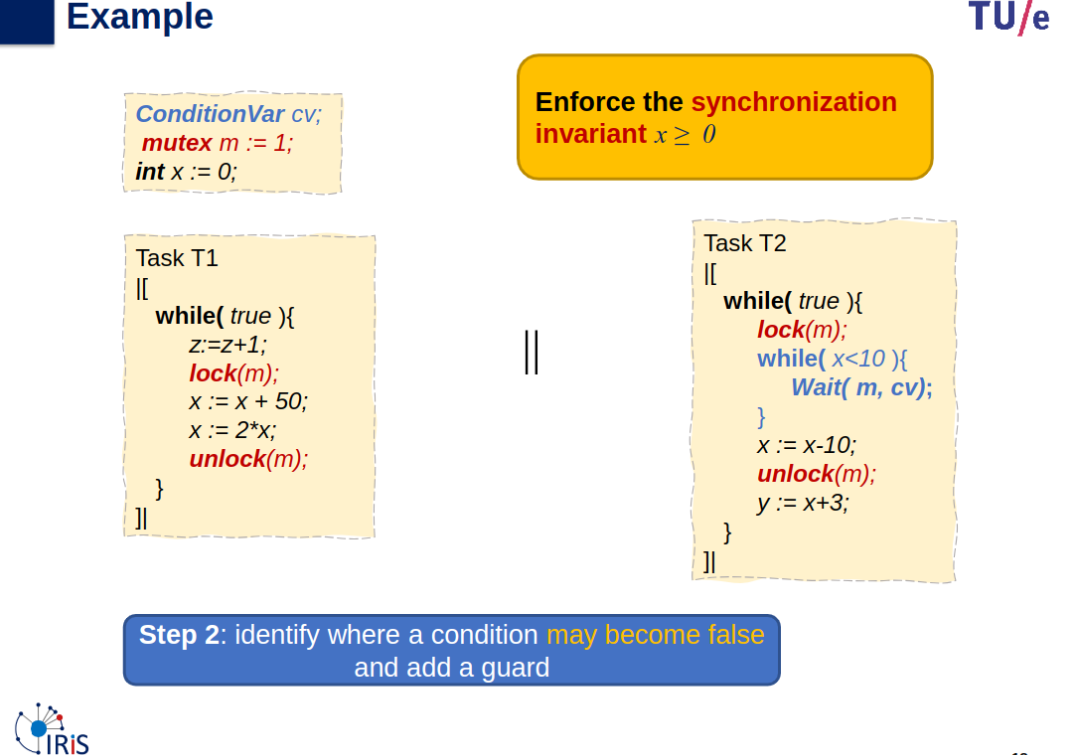 Example
TU/e
ConditionVar cv;
mutex m := 1;
int x := 0;
Enforce the synchronization
invariant x ≥ 0
Task T1
|[
while( true ){
z:=z+1;
lock(m);
x := x + 50;
x := 2*x;
unlock(m);
}
]|
||
Task T2
|[
while( true ){
lock(m);
while( x<10 ){
Wait( m, cv);
}
x := x-10;
unlock(m);
y := x+3;
}
]|
Step 2: identify where a condition may become false
and add a guard
IRiS